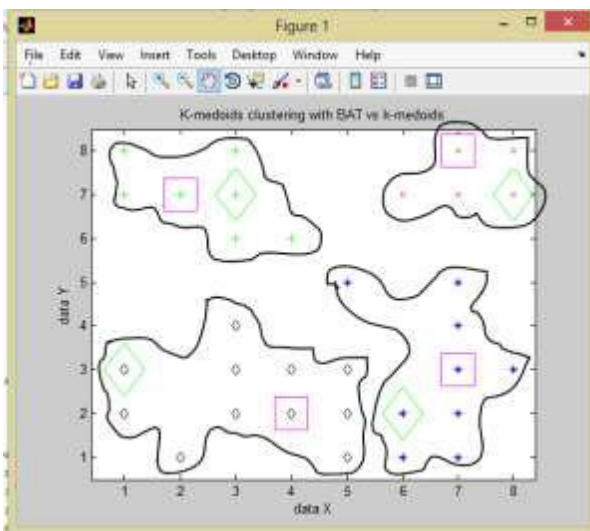 Figure 1
File Edit View Insert Tools Desktop Window Help
K-medoids clustering with BAT vs k-medoids
8
7
6
5
4
3
2
1
data Y
1 2 3 4 5 6 7 8
data X